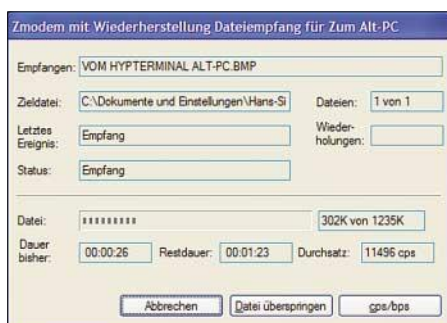 Zmodem mit Wiederherstellung Dateiempfang für Zum Alt-PC
Empfangen: VOM HYPTERMINAL ALT-PC.BMP
Zieldatei: C:\Dokumente und Einstellungen\Hans-Si Dateien: 1 von 1
Letztes Ereignis: Empfang Wieder-holungen:
Status: Empfang
Datei: 302K von 1235K
Dauer bisher: 00:00:26 Restdauer: 00:01:23 Durchsatz: 11496 cps
Abbrechen Datei überspringen cps/bps